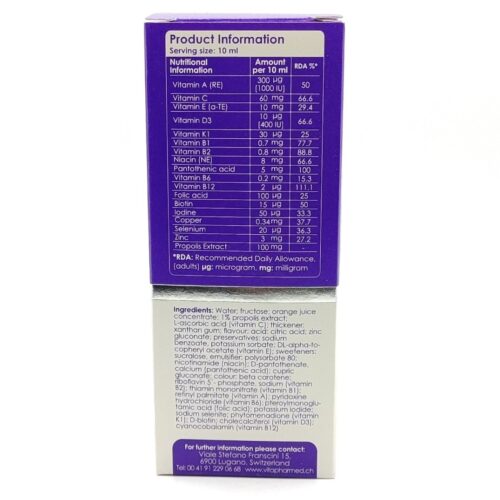 Product Information
Serving size: 10 ml
Nutritional Information Amount per 10 ml RDA %*
Vitamin A (RE) 300 µg [1000 IU] 50
Vitamin C 60 mg 66.6
Vitamin E (a-TE) 10 mg 29.4
Vitamin D3 10 µg [400 IU] 66.6
Vitamin K1 30 µg 25
Vitamin B1 0.7 mg 77.7
Vitamin B2 0.8 mg 88.8
Niacin (NE) 8 mg 66.6
Pantothenic acid 5 mg 100
Vitamin B6 0.2 mg 15.3
Vitamin B12 2 µg 111.1
Folic acid 100 µg 25
Biotin 15 µg 50
Iodine 50 µg 33.3
Copper 0.34mg 37.7
Selenium 20 µg 36.3
Zinc 3 mg 27.2
Propolis Extract 100 mg -
*RDA: Recommended Daily Allowance,
(adults) µg: microgram, mg: milligram
Ingredients: Water; fructose; orange juice
concentrate; 1% propolis extract;
L-ascorbic acid (vitamin C); thickener:
xanthan gum; flavour; acid: citric acid, zinc
gluconate; preservatives: sodium
benzoate, potassium sorbate; DL-alpha-to-
copheryl acetate (vitamin E); sweeteners:
sucralose, emulsifier; polysorbate 80;
nicotinamide (niacin); D-pantothenate,
calcium (pantothenic acid); cupric
gluconate; colour: beta carotene;
riboflavin 5 - phosphate, sodium (vitamin
B2); thiamin mononitrate (vitamin B1);
retinyl palmitate (vitamin A); pyridoxine
hydrochloride (vitamin B6); pteroylmonoglu-
tamic acid (folic acid); potassium iodide;
sodium selenite; phytomenadione (vitamin
K1); D-biotin; cholecalciferol (vitamin D3);
cyanocobalamin (vitamin B12)
For further information please contact:
Viale Stefano Franscini 15,
6900 Lugano, Switzerland
Tel: 00 41 91 229 06 68 www.vitapharmed.ch